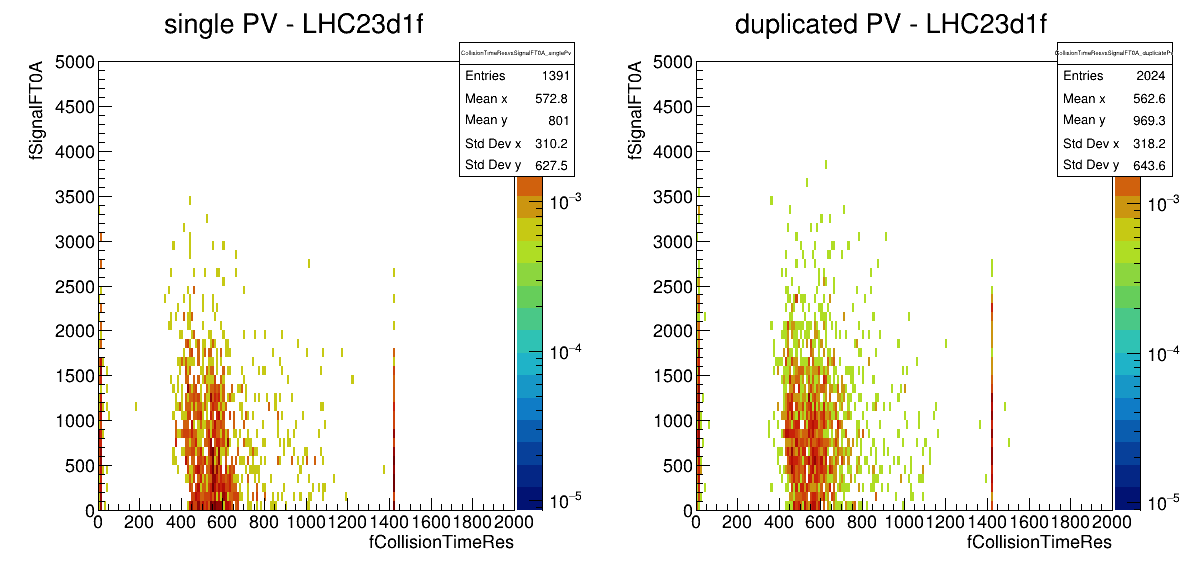 single PV - LHC23d1f
CollisionTimeResvsSignalFT0A_singlePv
Entries 1391
Mean x 572.8
Mean y 801
Std Dev x 310.2
Std Dev y 627.5
fSignalFT0A
5000
4500
4000
3500
3000
2500
2000
1500
1000
500
0
0 200 400 600 800 1000 1200 1400 1600 1800 2000
fCollisionTimeRes
10⁻³
10⁻⁴
10⁻⁵
duplicated PV - LHC23d1f
CollisionTimeResvsSignalFT0A_duplicatePv
Entries 2024
Mean x 562.6
Mean y 969.3
Std Dev x 318.2
Std Dev y 643.6
fSignalFT0A
5000
4500
4000
3500
3000
2500
2000
1500
1000
500
0
0 200 400 600 800 1000 1200 1400 1600 1800 2000
fCollisionTimeRes
10⁻³
10⁻⁴
10⁻⁵